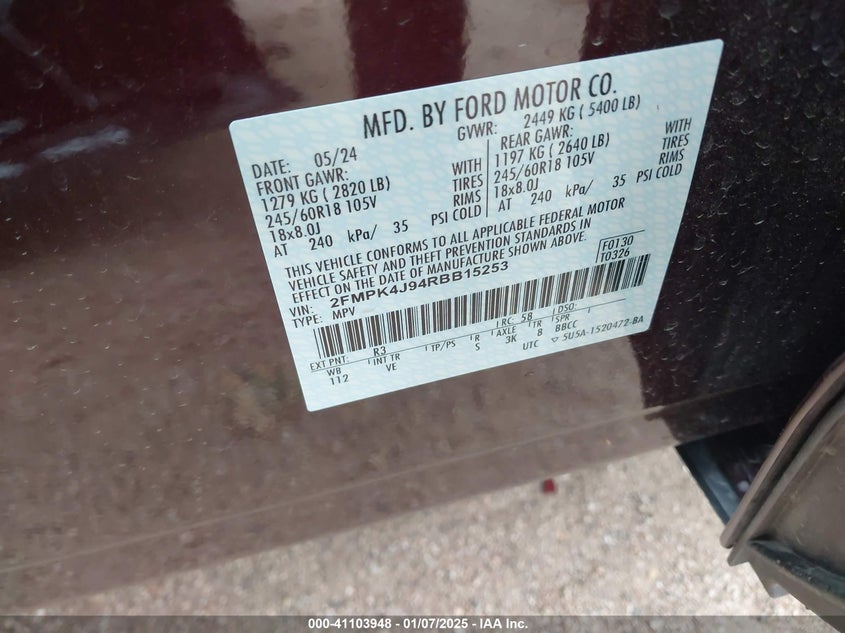 MFD. BY FORD MOTOR CO.
DATE: 05/24 GVWR: 2449 KG ( 5400 LB)
FRONT GAWR: REAR GAWR:
1279 KG ( 2820 LB) WITH 1197 KG ( 2640 LB) WITH
245/60R18 105V TIRES 245/60R18 105V TIRES
18x8.0J RIMS 18x8.0J RIMS
AT 240 kPa/ 35 PSI COLD AT 240 kPa/ 35 PSI COLD
THIS VEHICLE CONFORMS TO ALL APPLICABLE FEDERAL MOTOR
VEHICLE SAFETY AND THEFT PREVENTION STANDARDS IN
EFFECT ON THE DATE OF MANUFACTURE SHOWN ABOVE.
F0130
T0326
VIN: 2FMPK4J94RBB15253
TYPE: MPV
EXT PNT: R3 RC: 58 DSO:
WB INT TR TP/PS R AXLE TR SPR
112 VE S 3K 8 BBCC
UTC ▽ 5U5A-1520472-BA
000-41103948 - 01/07/2025 - IAA Inc.